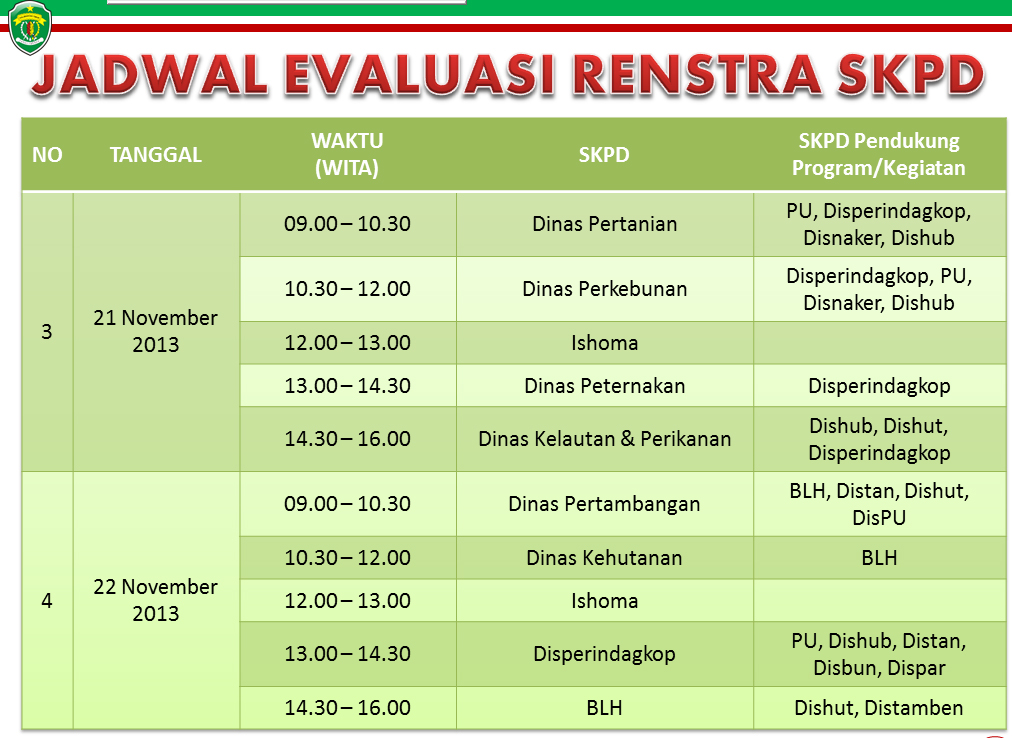 JADWAL EVALUASI RENSTRA SKPD
NO TANGGAL WAKTU (WITA) SKPD SKPD Pendukung Program/Kegiatan
3 21 November 2013
09.00 – 10.30 Dinas Pertanian PU, Disperindagkop, Disnaker, Dishub
10.30 – 12.00 Dinas Perkebunan Disperindagkop, PU, Disnaker, Dishub
12.00 – 13.00 Ishoma
13.00 – 14.30 Dinas Peternakan Disperindagkop
14.30 – 16.00 Dinas Kelautan & Perikanan Dishub, Dishut, Disperindagkop
4 22 November 2013
09.00 – 10.30 Dinas Pertambangan BLH, Distan, Dishut, DisPU
10.30 – 12.00 Dinas Kehutanan BLH
12.00 – 13.00 Ishoma
13.00 – 14.30 Disperindagkop PU, Dishub, Distan, Disbun, Dispar
14.30 – 16.00 BLH Dishut, Distamben